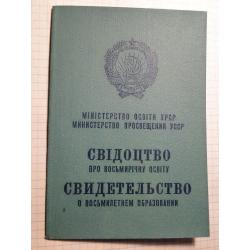 МІНІСТЕРСТВО ОСВІТИ УРСР
МИНИСТЕРСТВО ПРОСВЕЩЕНИЯ УССР
СВІДОЦТВО
ПРО ВОСЬМИРІЧНУ ОСВІТУ
СВИДЕТЕЛЬСТВО
О ВОСЬМИЛЕТНЕМ ОБРАЗОВАНИИ